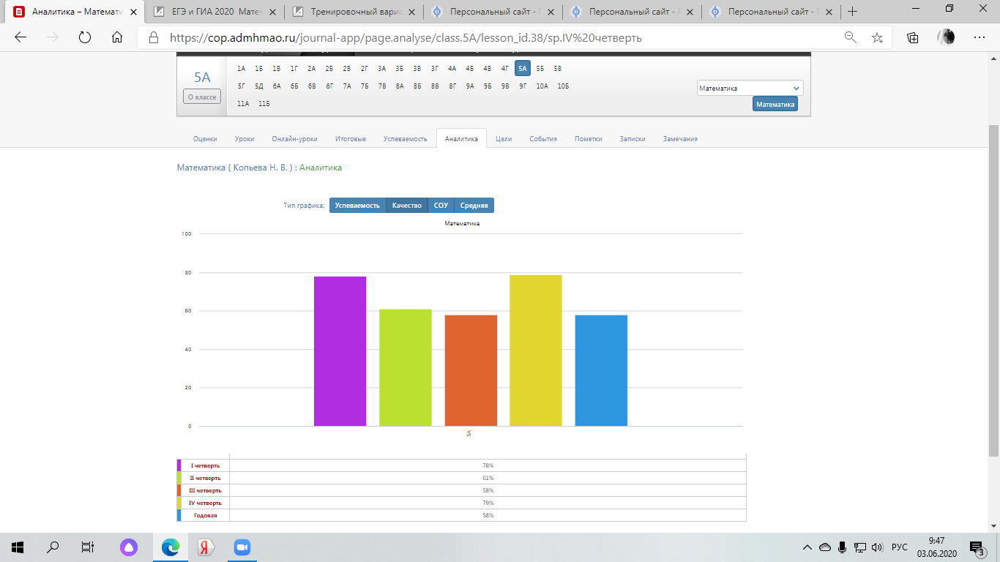 Аналитика – Математи
ЕГЭ и ГИА 2020 Матем
Тренировочный вариа
Персональный сайт -
Персональный сайт -
Персональный сайт -
https://cop.admhmao.ru/journal-app/page.analyse/class.5A/lesson_id.38/sp.IV%20четверть
5А
О классе
1А 1Б 1В 1Г 2А 2Б 2В 2Г 3А 3Б 3В 3Г 4А 4Б 4В 4Г 5А 5Б 5В
5Г 5Д 6А 6Б 6В 6Г 7А 7Б 7В 8А 8Б 8В 8Г 9А 9Б 9В 9Г 10А 10Б
11А 11Б
Математика
Математика
Оценки Уроки Онлайн-уроки Итоговые Успеваемость Аналитика Цели События Пометки Записки Замечания
Математика ( Копьева Н. В. ) : Аналитика
Тип графика: Успеваемость Качество СОУ Средняя
Математика
100
80
60
40
20
0
5А
I четверть 78%
II четверть 61%
III четверть 58%
IV четверть 79%
Годовая 58%
РУС
9:47
03.06.2020
3